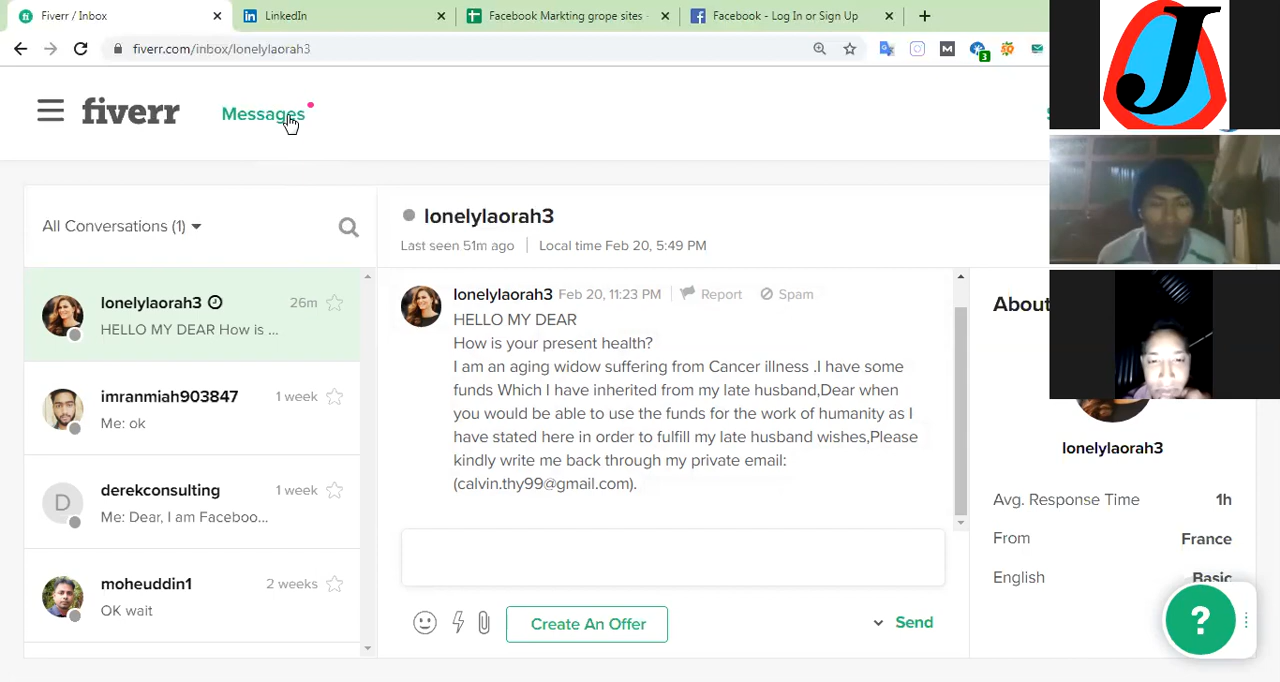 Fiverr / Inbox
LinkedIn
Facebook Markting grope sites -
Facebook - Log In or Sign Up
fiverr.com/inbox/lonelylaorah3
M
3
J
fiverr
Messages
All Conversations (1)
lonelylaorah3
Last seen 51m ago
Local time Feb 20, 5:49 PM
lonelylaorah3
26m
HELLO MY DEAR How is ...
imranmiah903847
1 week
Me: ok
D
derekconsulting
1 week
Me: Dear, I am Faceboo...
moheuddin1
2 weeks
OK wait
lonelylaorah3 Feb 20, 11:23 PM Report Spam
HELLO MY DEAR
How is your present health?
I am an aging widow suffering from Cancer illness .I have some
funds Which I have inherited from my late husband,Dear when
you would be able to use the funds for the work of humanity as I
have stated here in order to fulfill my late husband wishes,Please
kindly write me back through my private email:
(calvin.thy99@gmail.com).
Create An Offer
Send
About
lonelylaorah3
Avg. Response Time 1h
From France
English Basic
?